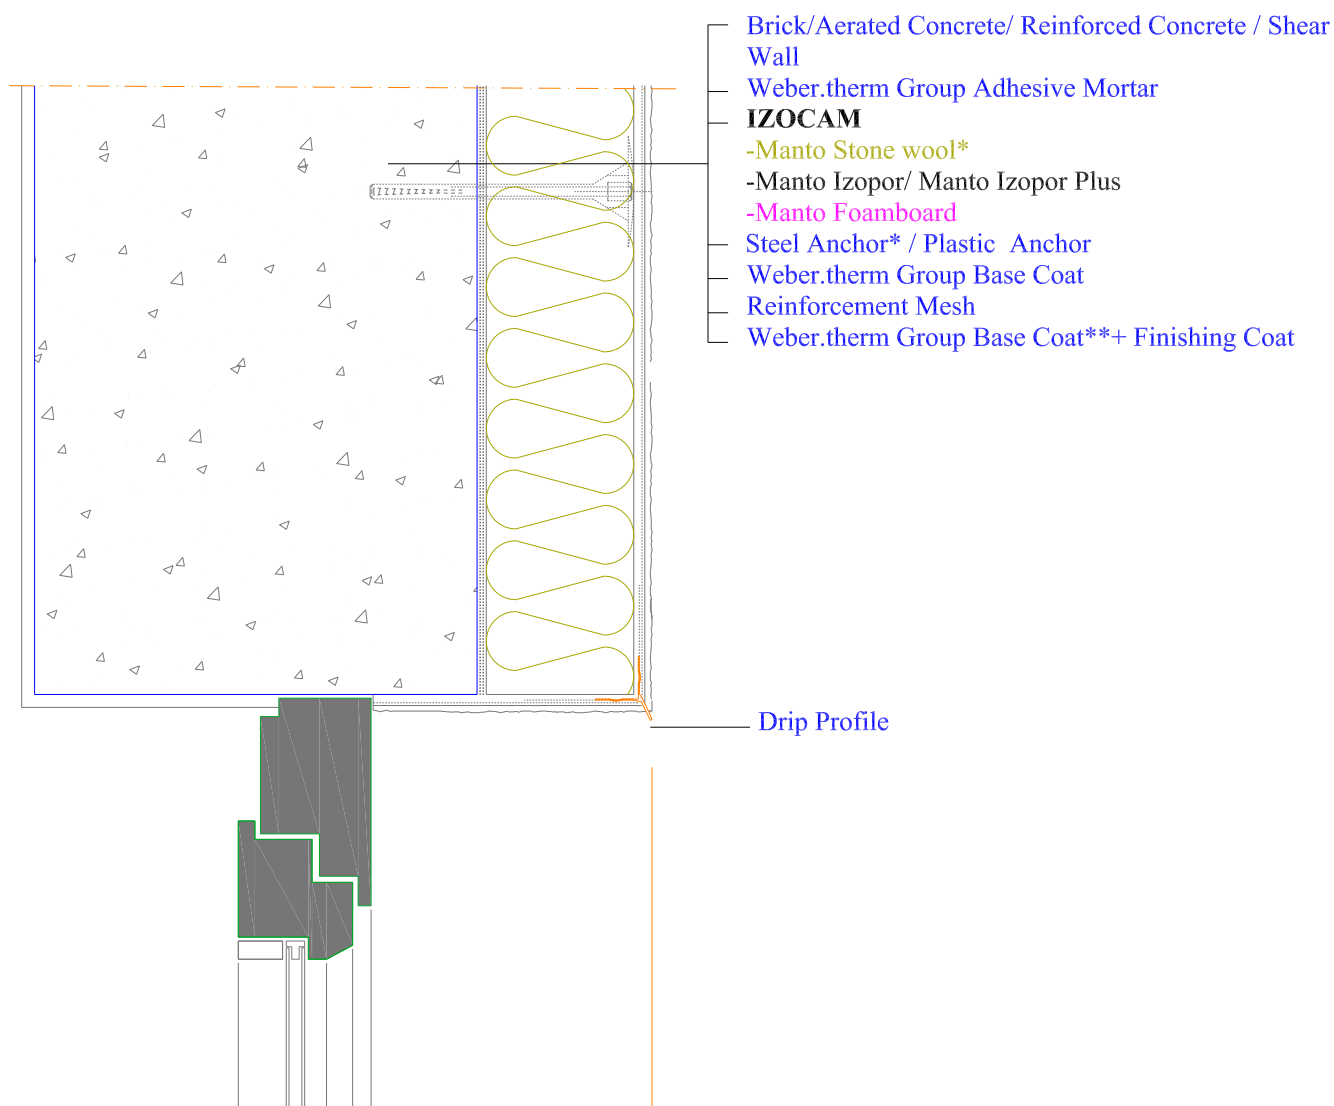 Brick/Aerated Concrete/ Reinforced Concrete / Shear
Wall
Weber.therm Group Adhesive Mortar
IZOCAM
-Manto Stone wool*
-Manto Izopor/ Manto Izopor Plus
-Manto Foamboard
Steel Anchor* / Plastic  Anchor
Weber.therm Group Base Coat
Reinforcement Mesh
Weber.therm Group Base Coat**+ Finishing Coat
Drip Profile